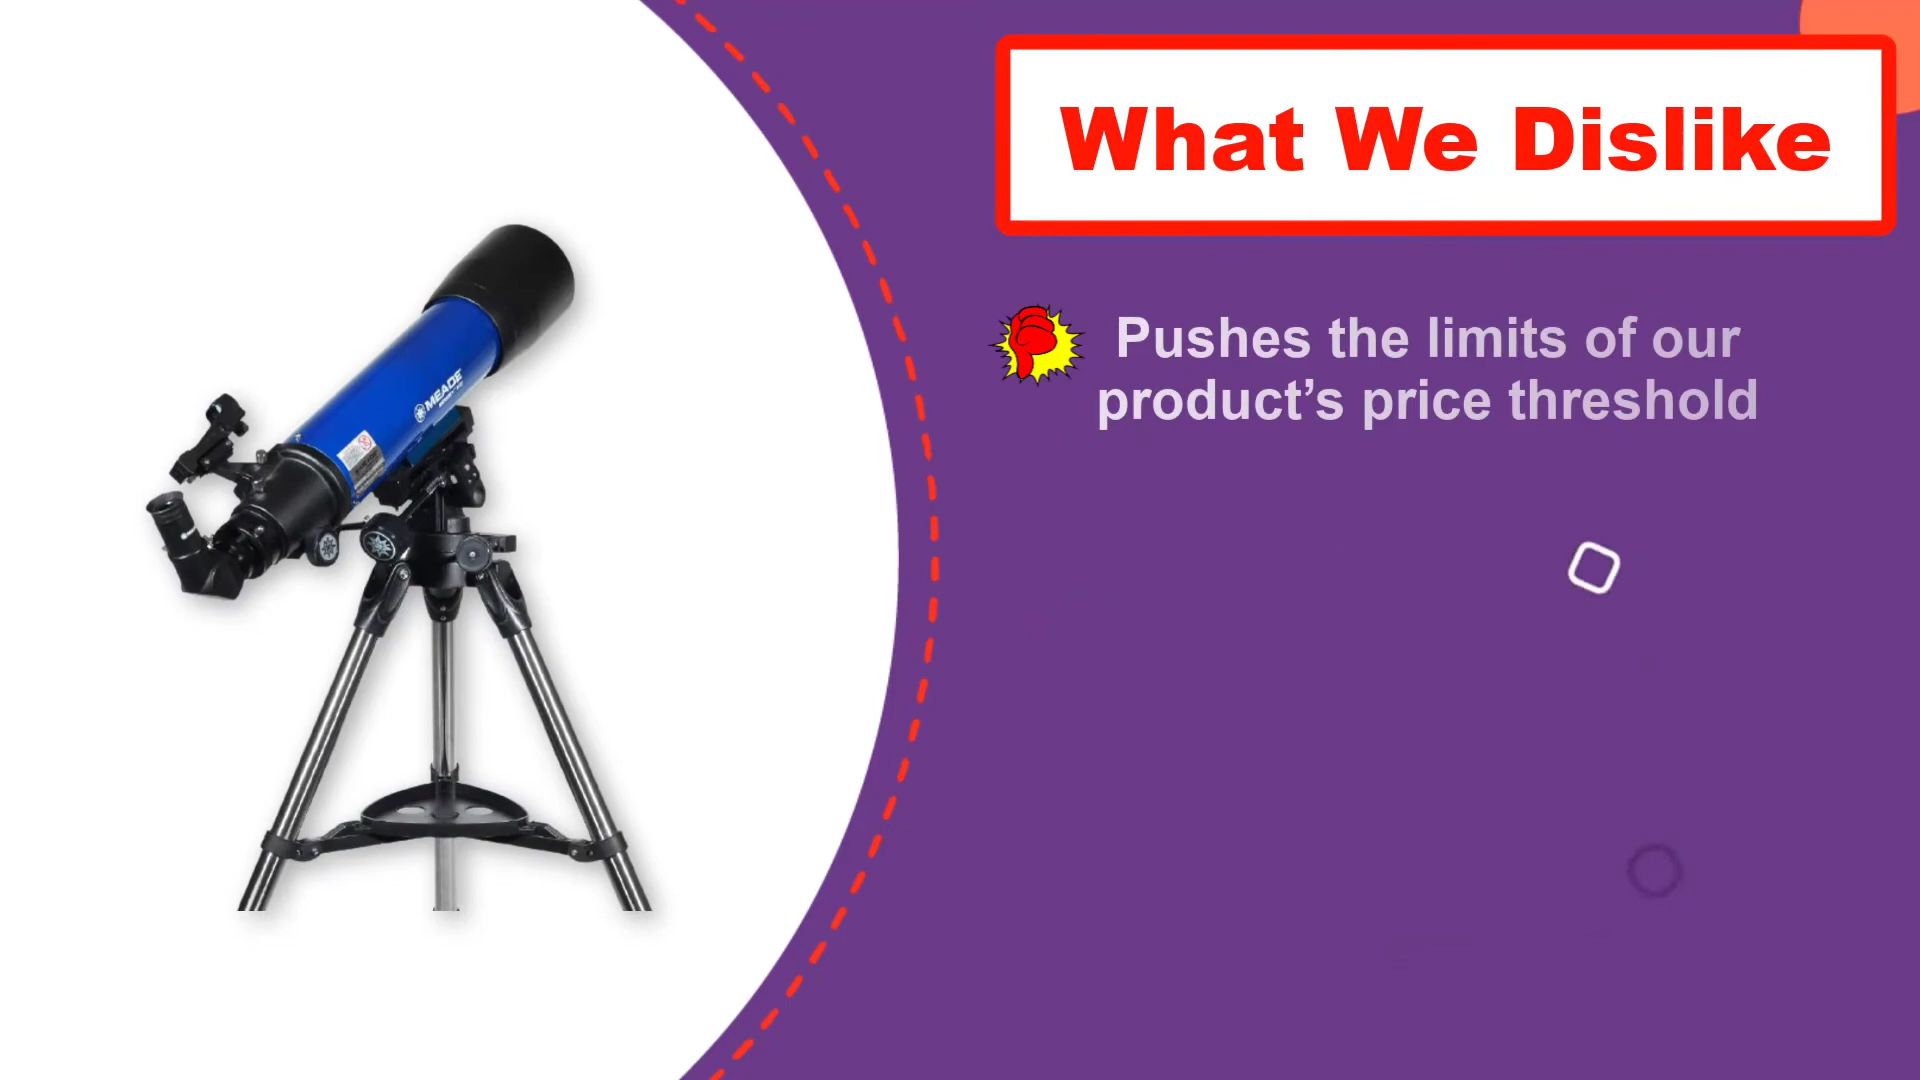 What We Dislike
Pushes the limits of our
product’s price threshold
MEADE